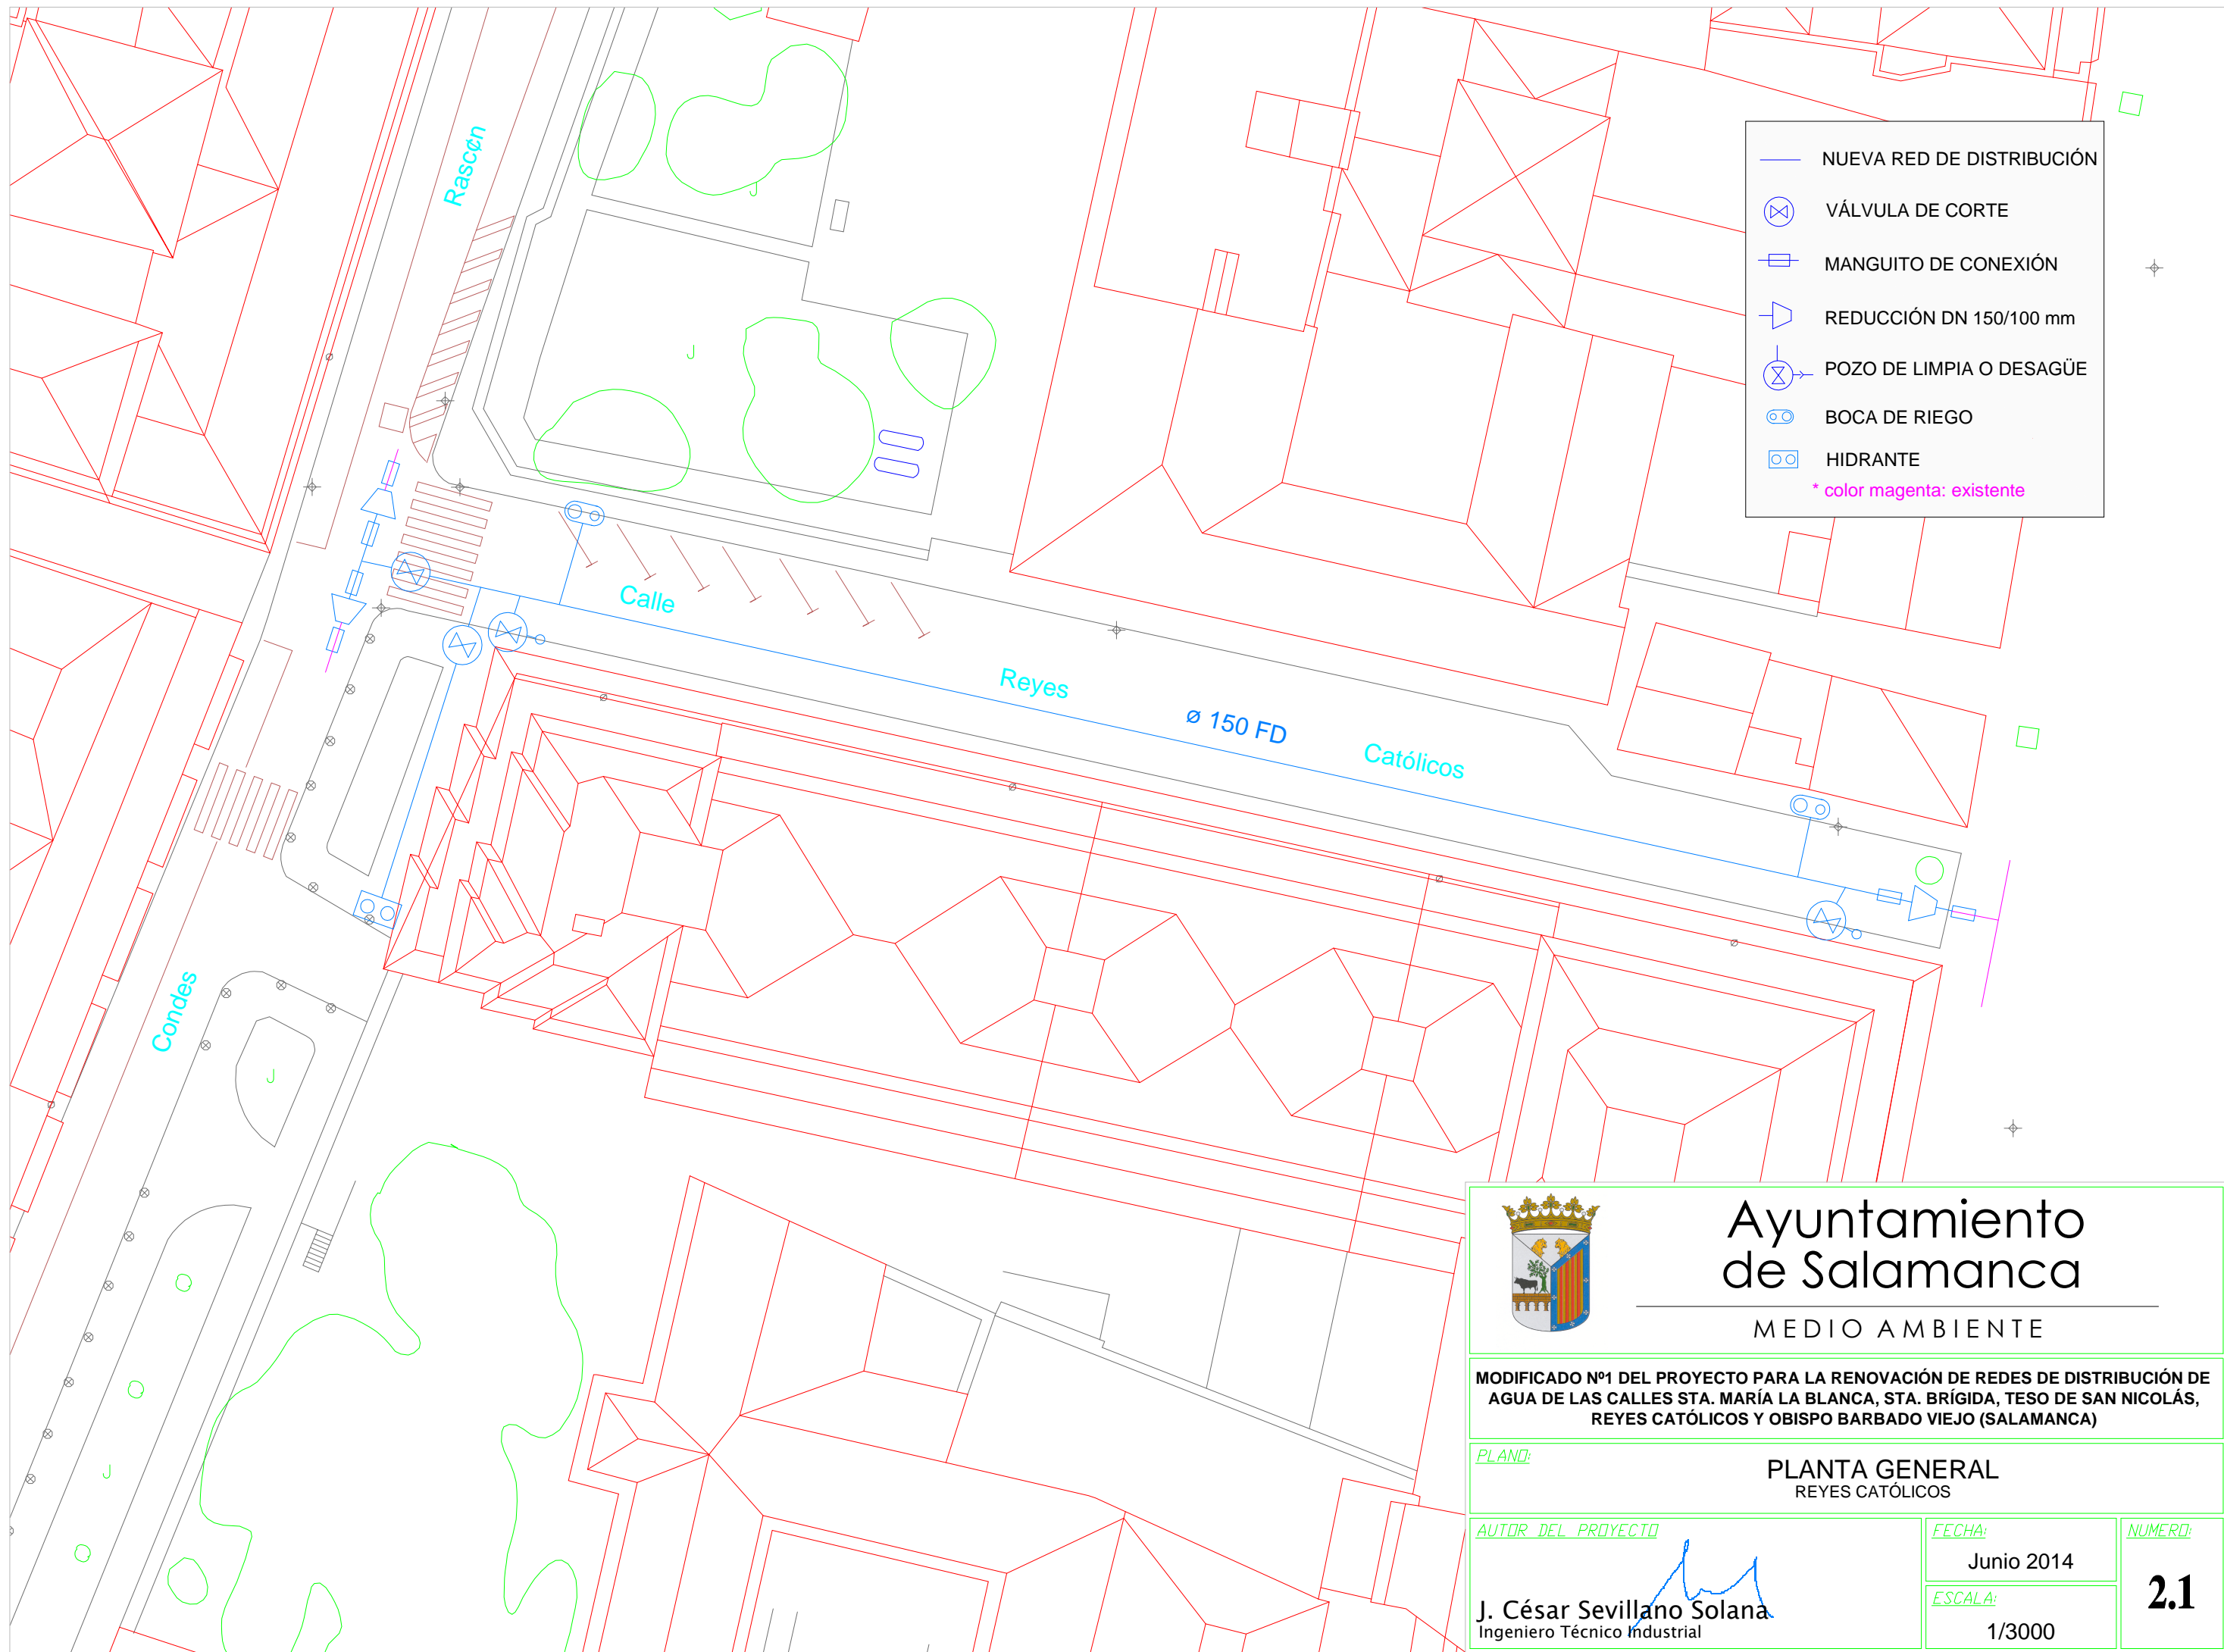 Rasc¢n
NUEVA RED DE DISTRIBUCIÓN
VÁLVULA DE CORTE
MANGUITO DE CONEXIÓN
REDUCCIÓN DN 150/100 mm
POZO DE LIMPIA O DESAGÜE
BOCA DE RIEGO
HIDRANTE
* color magenta: existente
J
J
Calle
Reyes
ø 150 FD
Católicos
Condes
J
J
Ayuntamiento
de Salamanca
MEDIO AMBIENTE
MODIFICADO Nº1 DEL PROYECTO PARA LA RENOVACIÓN DE REDES DE DISTRIBUCIÓN DE
AGUA DE LAS CALLES STA. MARÍA LA BLANCA, STA. BRÍGIDA, TESO DE SAN NICOLÁS,
REYES CATÓLICOS Y OBISPO BARBADO VIEJO (SALAMANCA)
PLANO:
PLANTA GENERAL
REYES CATÓLICOS
AUTOR DEL PROYECTO
J. César Sevillano Solana
Ingeniero Técnico Industrial
FECHA:
Junio 2014
ESCALA:
1/3000
NUMERO:
2.1